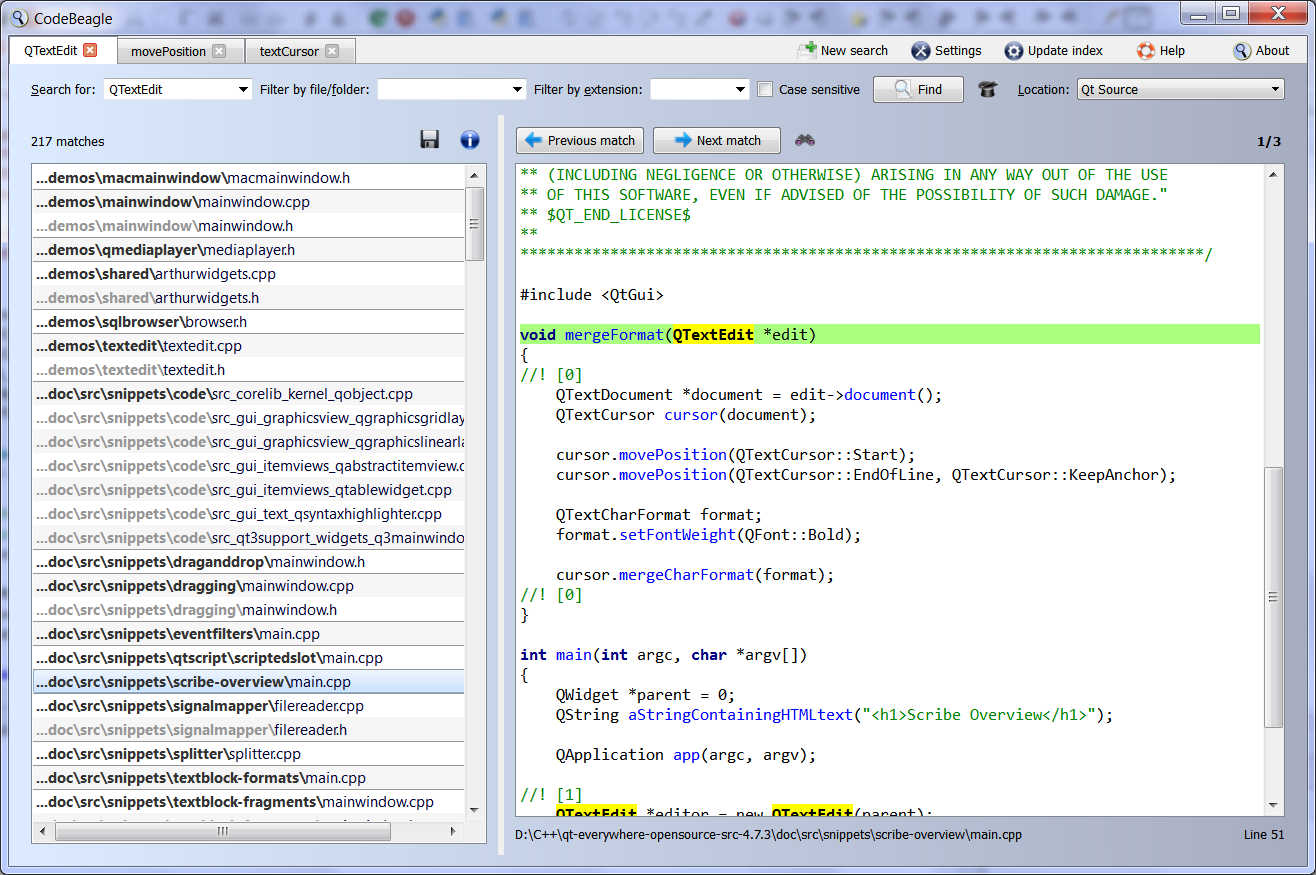 CodeBeagle
QTextEdit movePosition textCursor New search Settings Update index Help About
Search for: QTextEdit Filter by file/folder: Filter by extension: Case sensitive Find Location: Qt Source
217 matches
...demos\macmainwindow\macmainwindow.h
...demos\mainwindow\mainwindow.cpp
...demos\mainwindow\mainwindow.h
...demos\qmediaplayer\mediaplayer.h
...demos\shared\arthurwidgets.cpp
...demos\shared\arthurwidgets.h
...demos\sqlbrowser\browser.h
...demos\textedit\textedit.cpp
...demos\textedit\textedit.h
...doc\src\snippets\code\src_corelib_kernel_qobject.cpp
...doc\src\snippets\code\src_gui_graphicsview_qgraphicsgridlay
...doc\src\snippets\code\src_gui_graphicsview_qgraphicslinearla
...doc\src\snippets\code\src_gui_itemviews_qabstractitemview.c
...doc\src\snippets\code\src_gui_itemviews_qtablewidget.cpp
...doc\src\snippets\code\src_gui_text_qsyntaxhighlighter.cpp
...doc\src\snippets\code\src_qt3support_widgets_q3mainwindo
...doc\src\snippets\draganddrop\mainwindow.h
...doc\src\snippets\dragging\mainwindow.cpp
...doc\src\snippets\dragging\mainwindow.h
...doc\src\snippets\eventfilters\main.cpp
...doc\src\snippets\qtscript\scriptedslot\main.cpp
...doc\src\snippets\scribe-overview\main.cpp
...doc\src\snippets\signalmapper\filereader.cpp
...doc\src\snippets\signalmapper\filereader.h
...doc\src\snippets\splitter\splitter.cpp
...doc\src\snippets\textblock-formats\main.cpp
...doc\src\snippets\textblock-fragments\mainwindow.cpp
Previous match Next match 1/3
** (INCLUDING NEGLIGENCE OR OTHERWISE) ARISING IN ANY WAY OUT OF THE USE
** OF THIS SOFTWARE, EVEN IF ADVISED OF THE POSSIBILITY OF SUCH DAMAGE."
** $QT_END_LICENSE$
**
****************************************************************************/
#include <QtGui>
void mergeFormat(QTextEdit *edit)
{
//! [0]
    QTextDocument *document = edit->document();
    QTextCursor cursor(document);
    cursor.movePosition(QTextCursor::Start);
    cursor.movePosition(QTextCursor::EndOfLine, QTextCursor::KeepAnchor);
    QTextCharFormat format;
    format.setFontWeight(QFont::Bold);
    cursor.mergeCharFormat(format);
//! [0]
}
int main(int argc, char *argv[])
{
    QWidget *parent = 0;
    QString aStringContainingHTMLtext("<h1>Scribe Overview</h1>");
    QApplication app(argc, argv);
//! [1]
    QTextEdit *editor = new QTextEdit(parent);
D:\C++\qt-everywhere-opensource-src-4.7.3\doc\src\snippets\scribe-overview\main.cpp Line 51